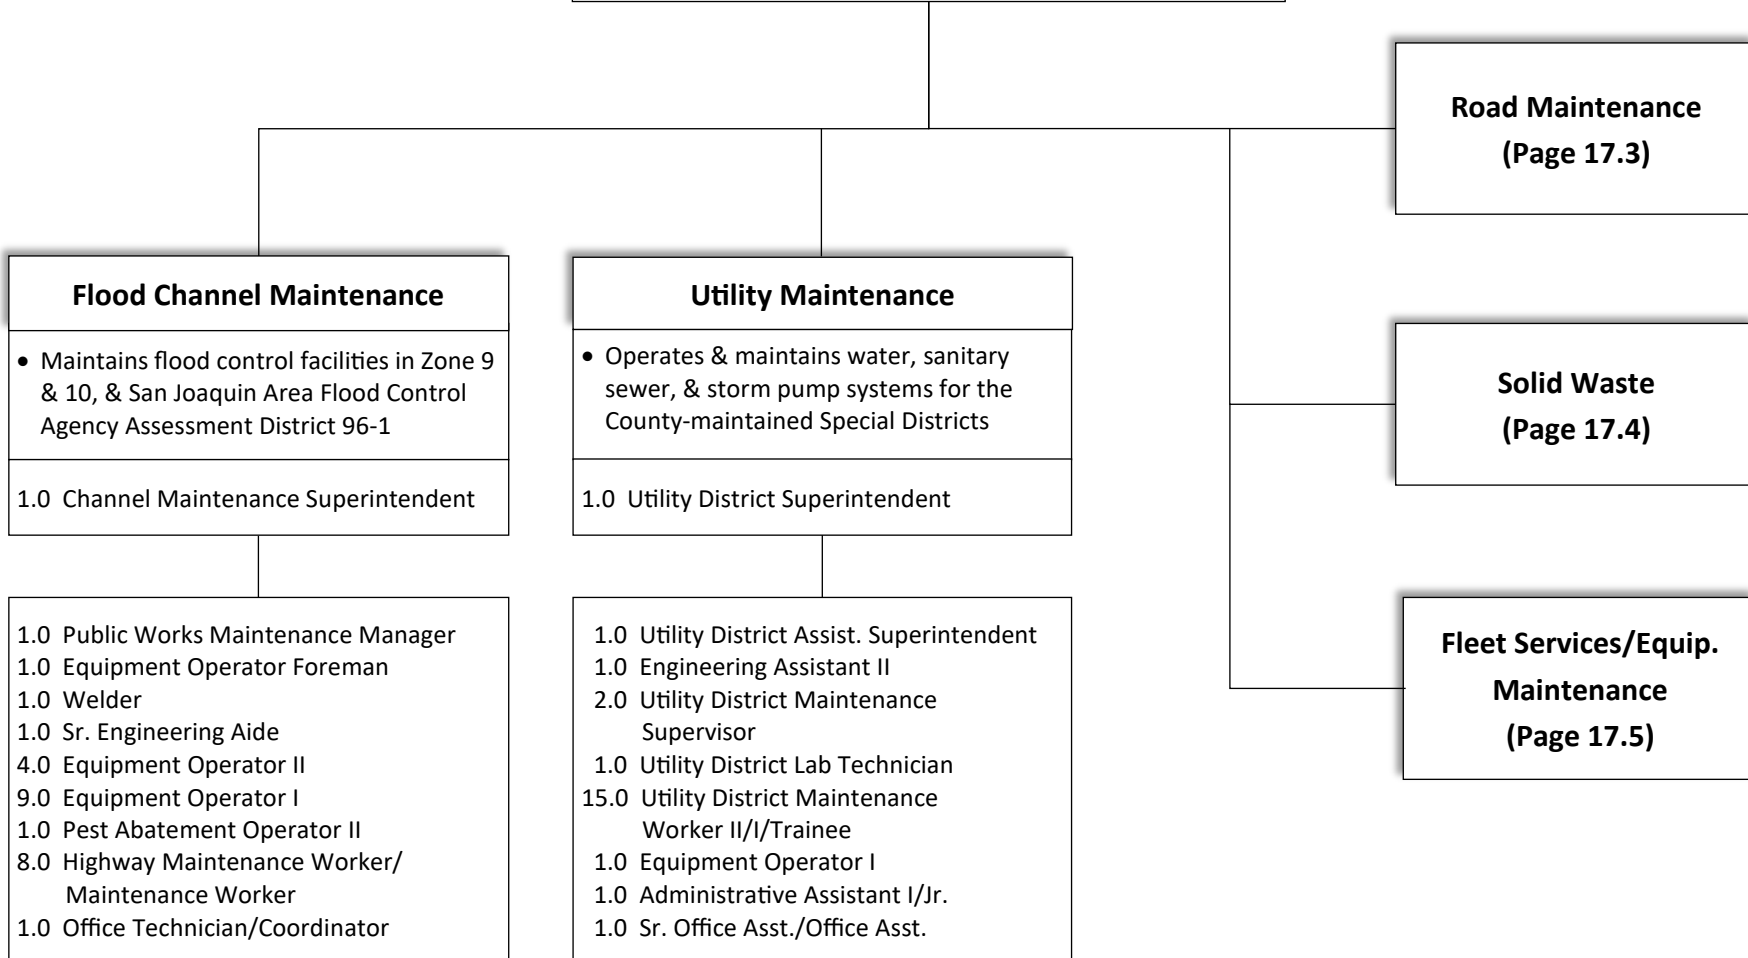 Road Maintenance
(Page 17.3)
Flood Channel Maintenance
• Maintains flood control facilities in Zone 9
& 10, & San Joaquin Area Flood Control
Agency Assessment District 96-1
1.0 Channel Maintenance Superintendent
1.0 Public Works Maintenance Manager
1.0 Equipment Operator Foreman
1.0 Welder
1.0 Sr. Engineering Aide
4.0 Equipment Operator II
9.0 Equipment Operator I
1.0 Pest Abatement Operator II
8.0 Highway Maintenance Worker/
Maintenance Worker
1.0 Office Technician/Coordinator
Utility Maintenance
• Operates & maintains water, sanitary
sewer, & storm pump systems for the
County-maintained Special Districts
1.0 Utility District Superintendent
1.0 Utility District Assist. Superintendent
1.0 Engineering Assistant II
2.0 Utility District Maintenance
Supervisor
1.0 Utility District Lab Technician
15.0 Utility District Maintenance
Worker II/I/Trainee
1.0 Equipment Operator I
1.0 Administrative Assistant I/Jr.
1.0 Sr. Office Asst./Office Asst.
Solid Waste
(Page 17.4)
Fleet Services/Equip.
Maintenance
(Page 17.5)